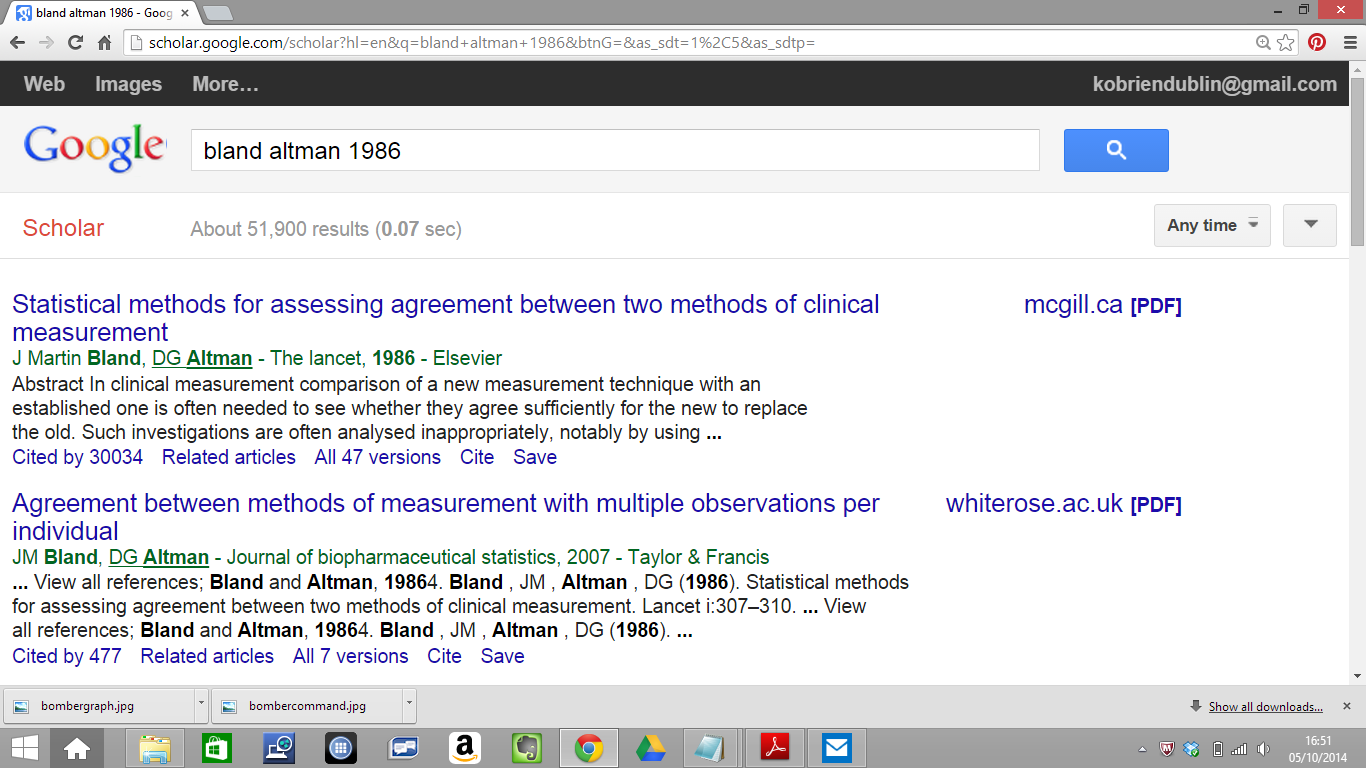 bland altman 1986 - Goog
scholar.google.com/scholar?hl=en&q=bland+altman+1986&btnG=&as_sdt=1%2C5&as_sdtp=
Web Images More… kobriendublin@gmail.com
Google bland altman 1986
Scholar About 51,900 results (0.07 sec) Any time
Statistical methods for assessing agreement between two methods of clinical mcgill.ca [PDF]
measurement
J Martin Bland, DG Altman - The lancet, 1986 - Elsevier
Abstract In clinical measurement comparison of a new measurement technique with an
established one is often needed to see whether they agree sufficiently for the new to replace
the old. Such investigations are often analysed inappropriately, notably by using ...
Cited by 30034 Related articles All 47 versions Cite Save
Agreement between methods of measurement with multiple observations per whiterose.ac.uk [PDF]
individual
JM Bland, DG Altman - Journal of biopharmaceutical statistics, 2007 - Taylor & Francis
... View all references; Bland and Altman, 19864. Bland , JM , Altman , DG (1986). Statistical methods
for assessing agreement between two methods of clinical measurement. Lancet i:307–310. ... View
all references; Bland and Altman, 19864. Bland , JM , Altman , DG (1986). ...
Cited by 477 Related articles All 7 versions Cite Save
bombergraph.jpg bombercommand.jpg Show all downloads...
16:51
05/10/2014